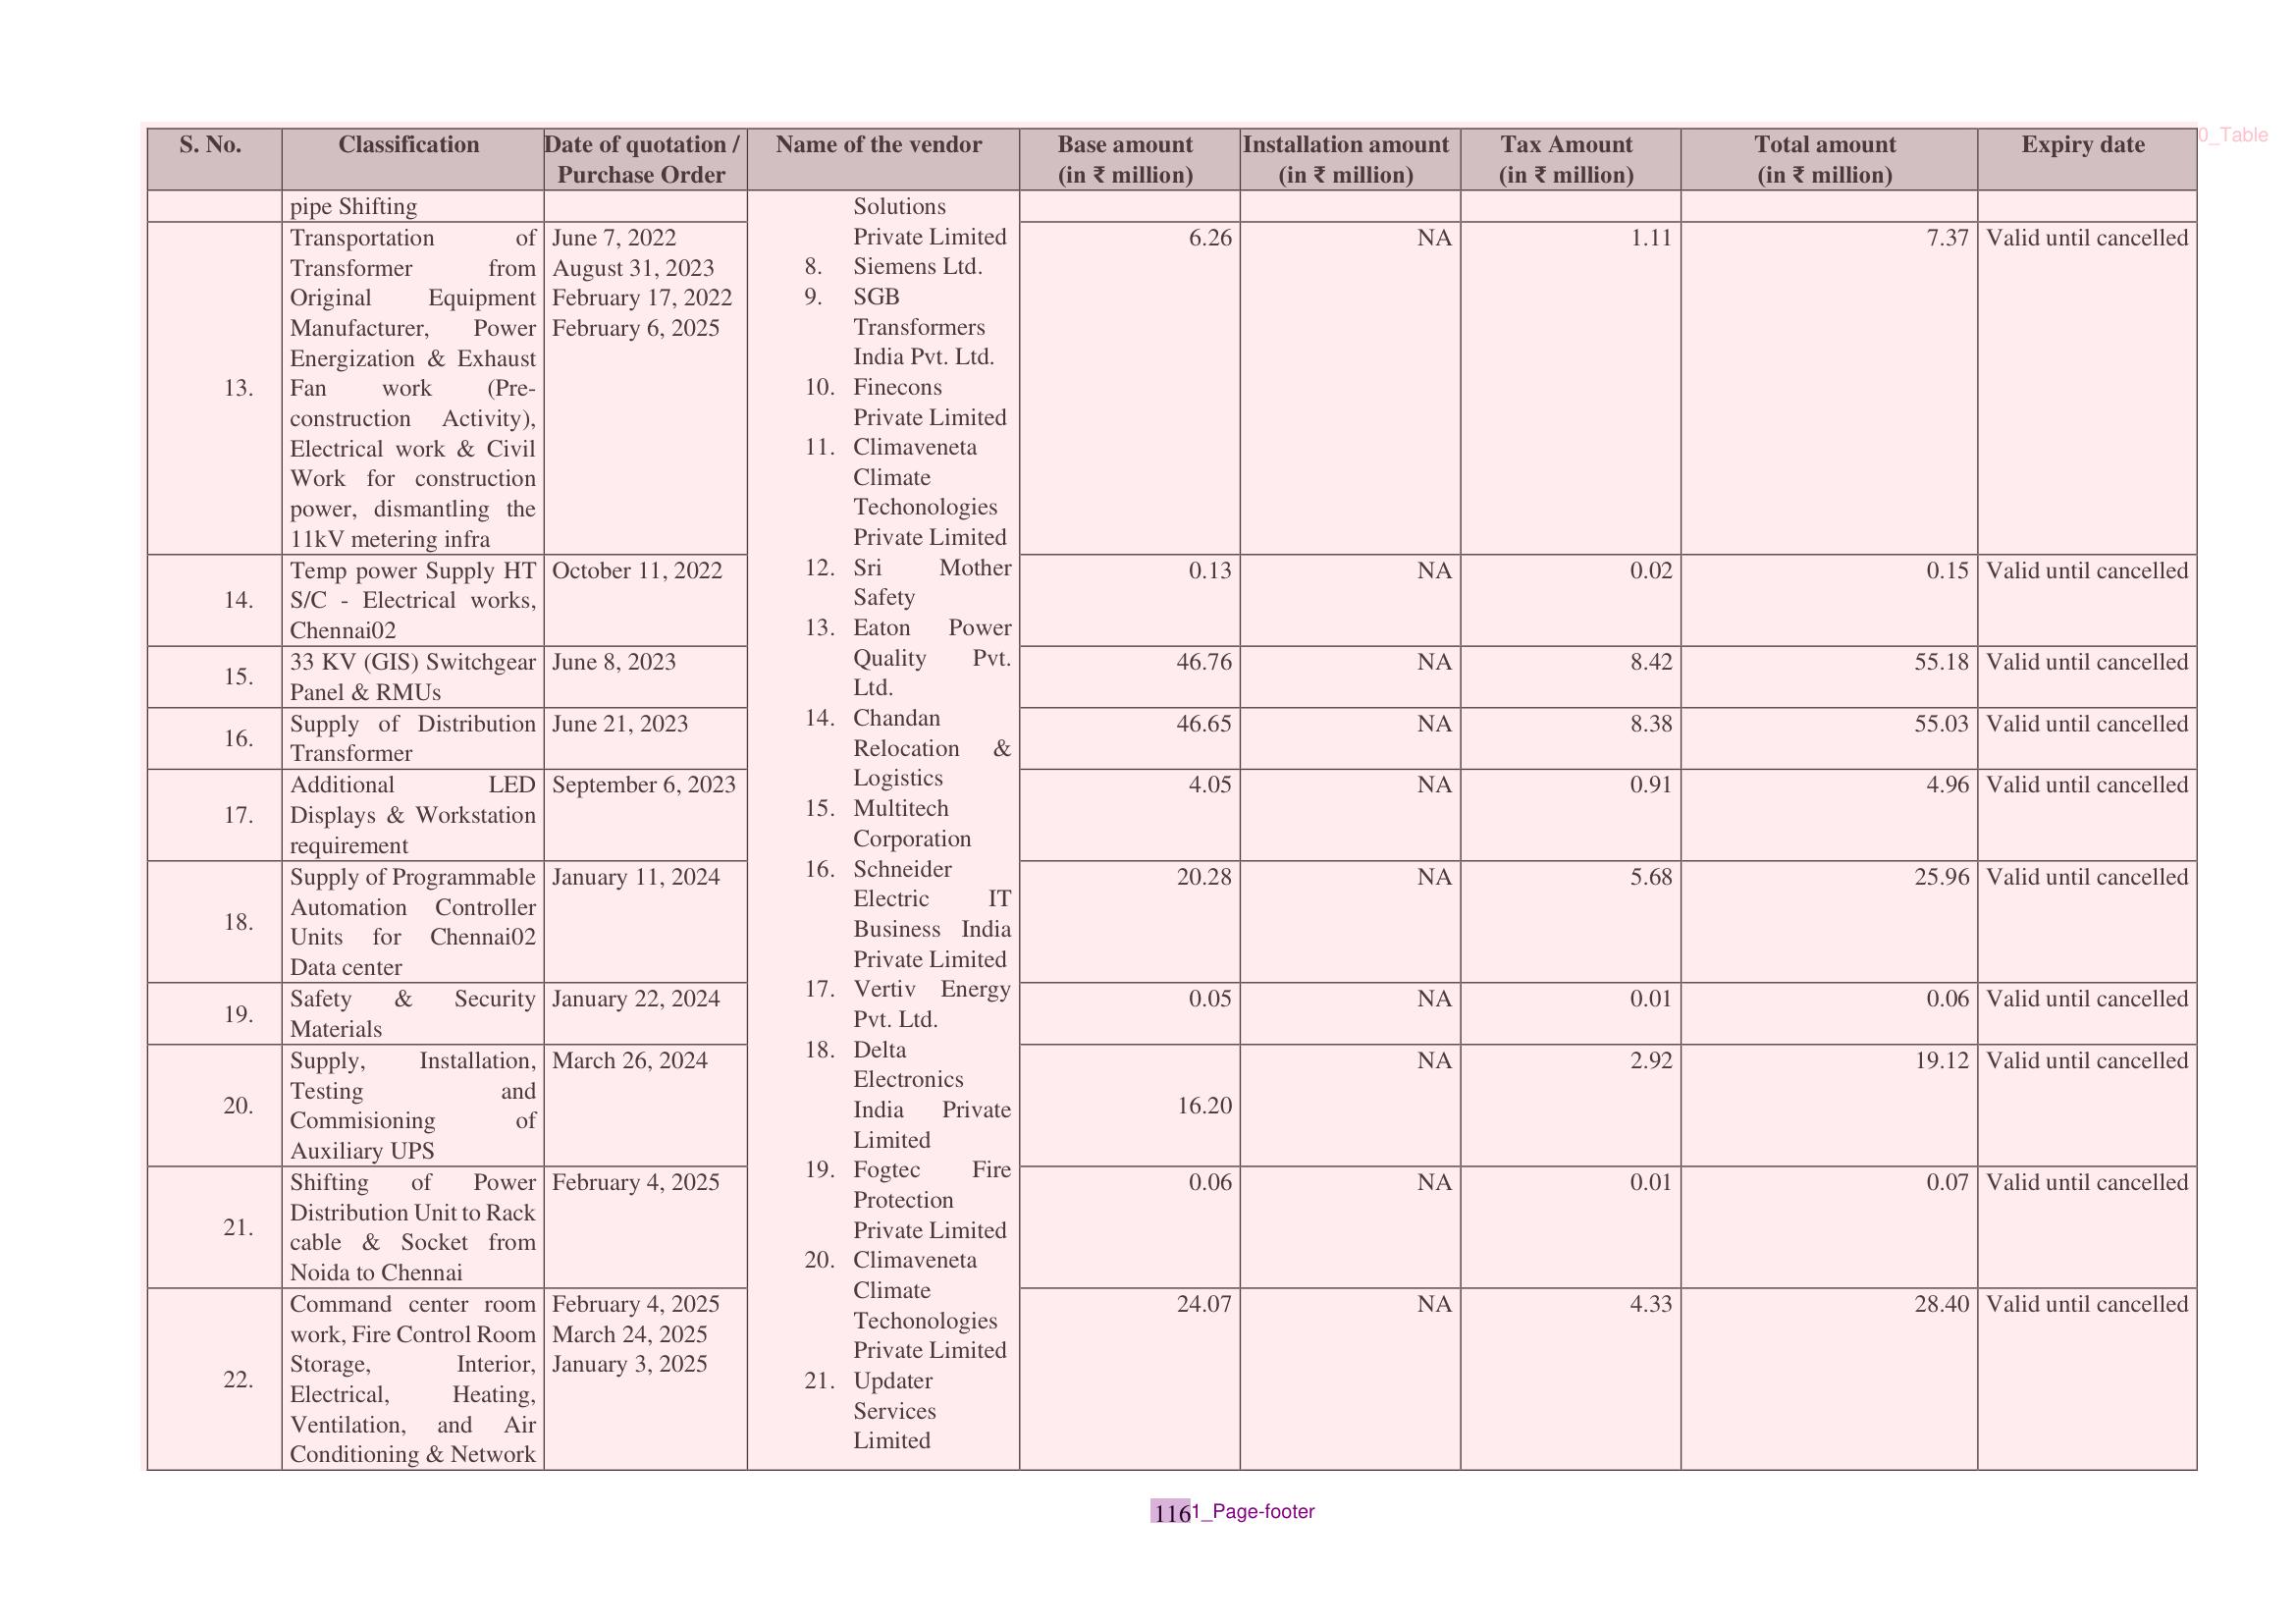 S. No. Classification Date of quotation / Name of the vendor Base amount Installation amount Tax Amount Total amount Expiry date
Purchase Order (in ₹ million) (in ₹ million) (in ₹ million) (in ₹ million)
0_Table
pipe Shifting
13. Transportation of
Transformer from
Original Equipment
Manufacturer, Power
Energization & Exhaust
Fan work (Pre-
construction Activity),
Electrical work & Civil
Work for construction
power, dismantling the
11kV metering infra
June 7, 2022
August 31, 2023
February 17, 2022
February 6, 2025
6.26 NA 1.11 7.37 Valid until cancelled
14. Temp power Supply HT
S/C - Electrical works,
Chennai02
October 11, 2022
0.13 NA 0.02 0.15 Valid until cancelled
15. 33 KV (GIS) Switchgear
Panel & RMUs
June 8, 2023
46.76 NA 8.42 55.18 Valid until cancelled
16. Supply of Distribution
Transformer
June 21, 2023
46.65 NA 8.38 55.03 Valid until cancelled
17. Additional LED
Displays & Workstation
requirement
September 6, 2023
4.05 NA 0.91 4.96 Valid until cancelled
18. Supply of Programmable
Automation Controller
Units for Chennai02
Data center
January 11, 2024
20.28 NA 5.68 25.96 Valid until cancelled
19. Safety & Security
Materials
January 22, 2024
0.05 NA 0.01 0.06 Valid until cancelled
20. Supply, Installation,
Testing and
Commisioning of
Auxiliary UPS
March 26, 2024
16.20 NA 2.92 19.12 Valid until cancelled
21. Shifting of Power
Distribution Unit to Rack
cable & Socket from
Noida to Chennai
February 4, 2025
0.06 NA 0.01 0.07 Valid until cancelled
22. Command center room
work, Fire Control Room
Storage, Interior,
Electrical, Heating,
Ventilation, and Air
Conditioning & Network
February 4, 2025
March 24, 2025
January 3, 2025
24.07 NA 4.33 28.40 Valid until cancelled
Solutions
Private Limited
8. Siemens Ltd.
9. SGB
Transformers
India Pvt. Ltd.
10. Finecons
Private Limited
11. Climaveneta
Climate
Techonologies
Private Limited
12. Sri Mother
Safety
13. Eaton Power
Quality Pvt.
Ltd.
14. Chandan
Relocation &
Logistics
15. Multitech
Corporation
16. Schneider
Electric IT
Business India
Private Limited
17. Vertiv Energy
Pvt. Ltd.
18. Delta
Electronics
India Private
Limited
19. Fogtec Fire
Protection
Private Limited
20. Climaveneta
Climate
Techonologies
Private Limited
21. Updater
Services
Limited
116 1_Page-footer